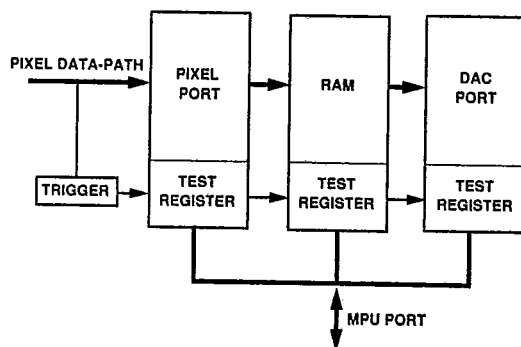 PIXEL DATA-PATH
PIXEL
PORT
RAM
DAC
PORT
TRIGGER
TEST
REGISTER
TEST
REGISTER
TEST
REGISTER
MPU PORT